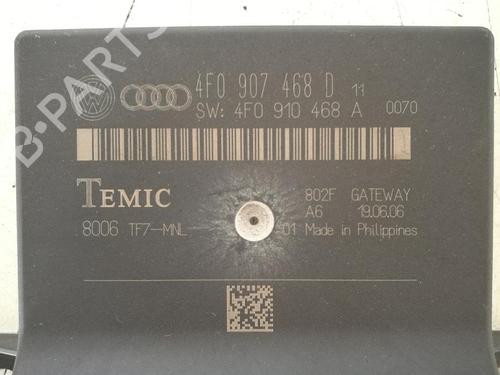 4F0 907 468 D 11
SW: 4F0 910 468 A 0070
TEMIC
802F GATEWAY
A6 19.06.06
8006 TF7-MNL
01 Made in Philippines
B-PARTS